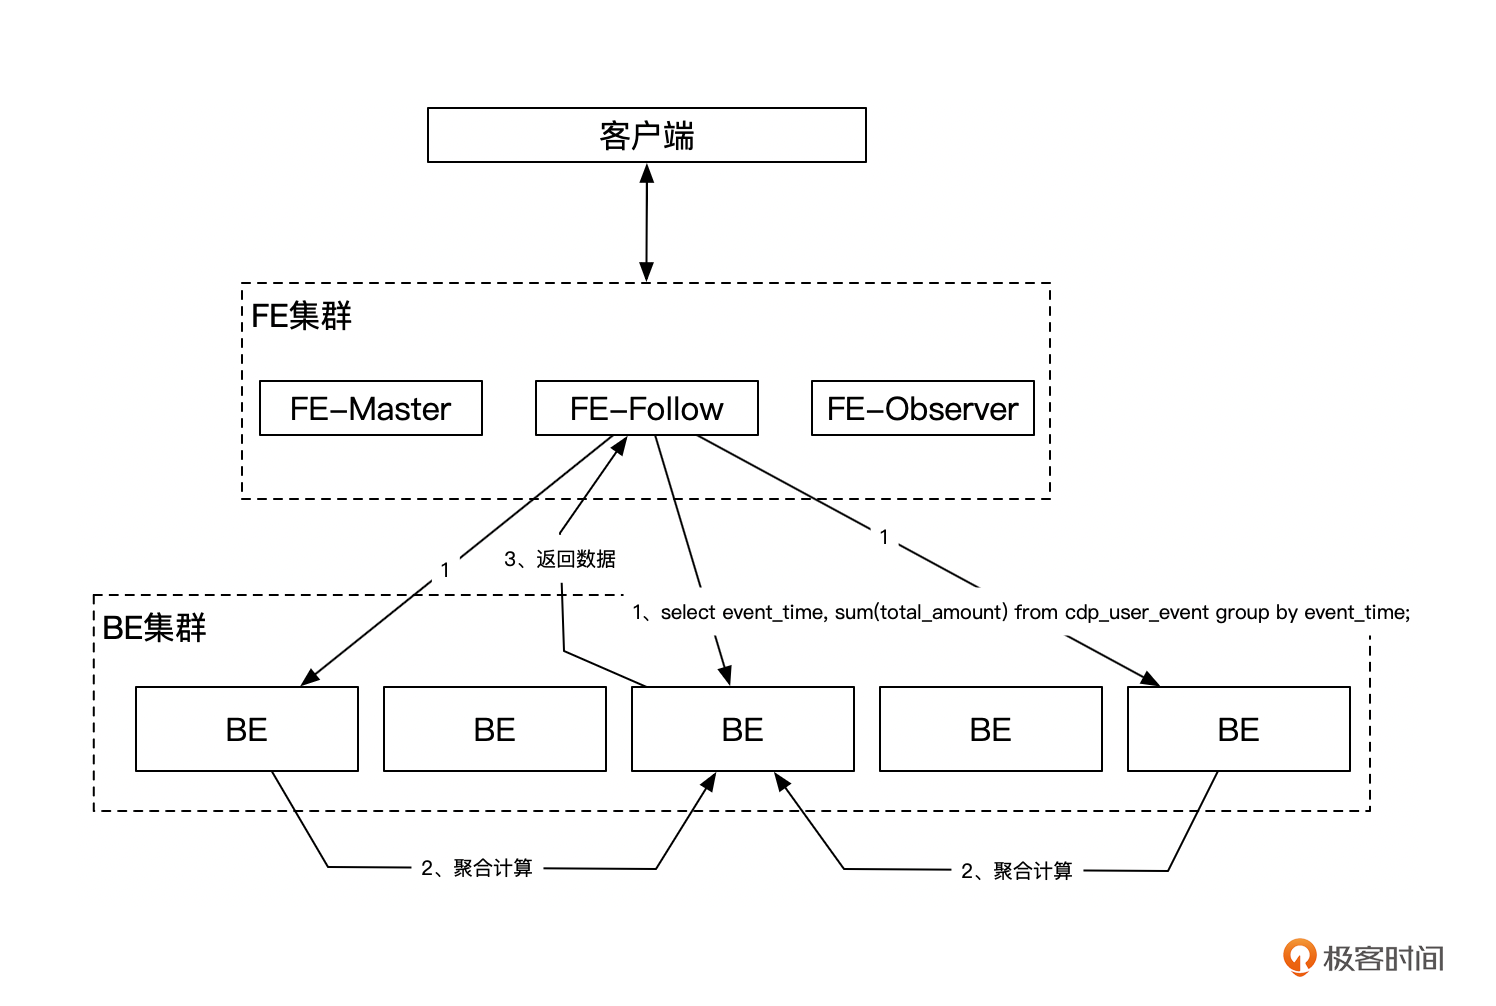 客户端
FE集群
FE-Master
FE-Follow
FE-Observer
1
1
3、返回数据
1、select event_time, sum(total_amount) from cdp_user_event group by event_time;
BE集群
BE
BE
BE
BE
BE
2、聚合计算
2、聚合计算
极客时间